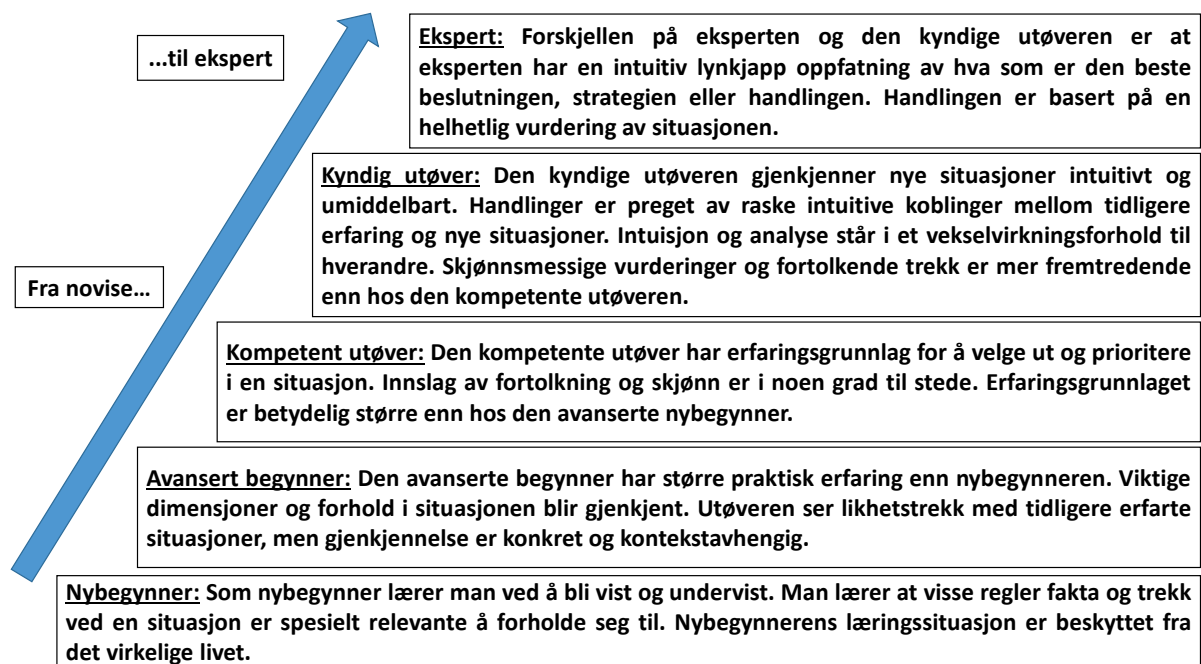 ...til ekspert
Ekspert: Forskjellen på eksperten og den kyndige utøveren er at
eksperten har en intuitiv lynkjapp oppfatning av hva som er den beste
beslutningen, strategien eller handlingen. Handlingen er basert på en
helhetlig vurdering av situasjonen.
Kyndig utøver: Den kyndige utøveren gjenkjenner nye situasjoner intuitivt og
umiddelbart. Handlinger er preget av raske intuitive koblinger mellom tidligere
erfaring og nye situasjoner. Intuisjon og analyse står i et vekselvirkningsforhold til
hverandre. Skjønnsmessige vurderinger og fortolkende trekk er mer fremtredende
enn hos den kompetente utøveren.
Fra novise...
Kompetent utøver: Den kompetente utøver har erfaringsgrunnlag for å velge ut og prioritere
i en situasjon. Innslag av fortolkning og skjønn er i noen grad til stede. Erfaringsgrunnlaget
er betydelig større enn hos den avanserte nybegynner.
Avansert begynner: Den avanserte begynner har større praktisk erfaring enn nybegynneren. Viktige
dimensjoner og forhold i situasjonen blir gjenkjent. Utøveren ser likhetstrekk med tidligere erfarte
situasjoner, men gjenkjennelse er konkret og kontekstavhengig.
Nybegynner: Som nybegynner lærer man ved å bli vist og undervist. Man lærer at visse regler fakta og trekk
ved en situasjon er spesielt relevante å forholde seg til. Nybegynnerens læringssituasjon er beskyttet fra
det virkelige livet.